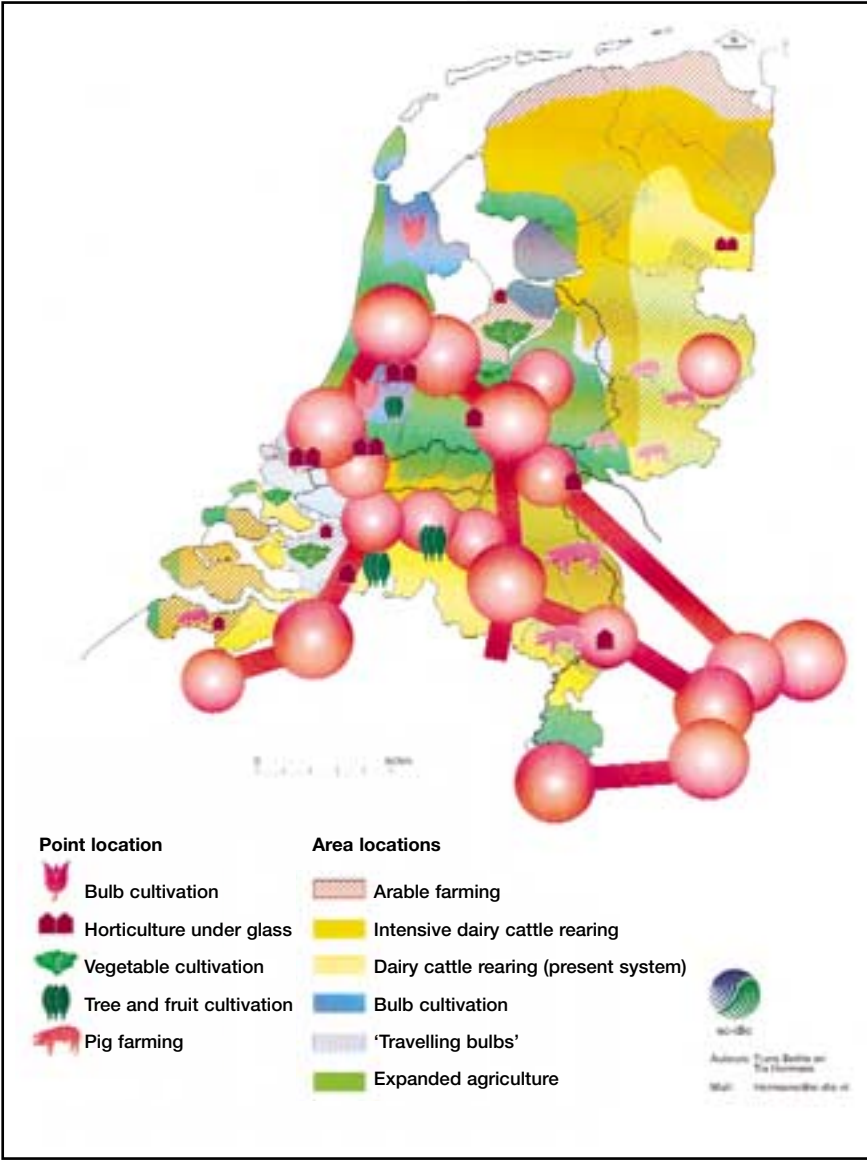 Point location
Bulb cultivation
Horticulture under glass
Vegetable cultivation
Tree and fruit cultivation
Pig farming
Area locations
Arable farming
Intensive dairy cattle rearing
Dairy cattle rearing (present system)
Bulb cultivation
‘Travelling bulbs’
Expanded agriculture